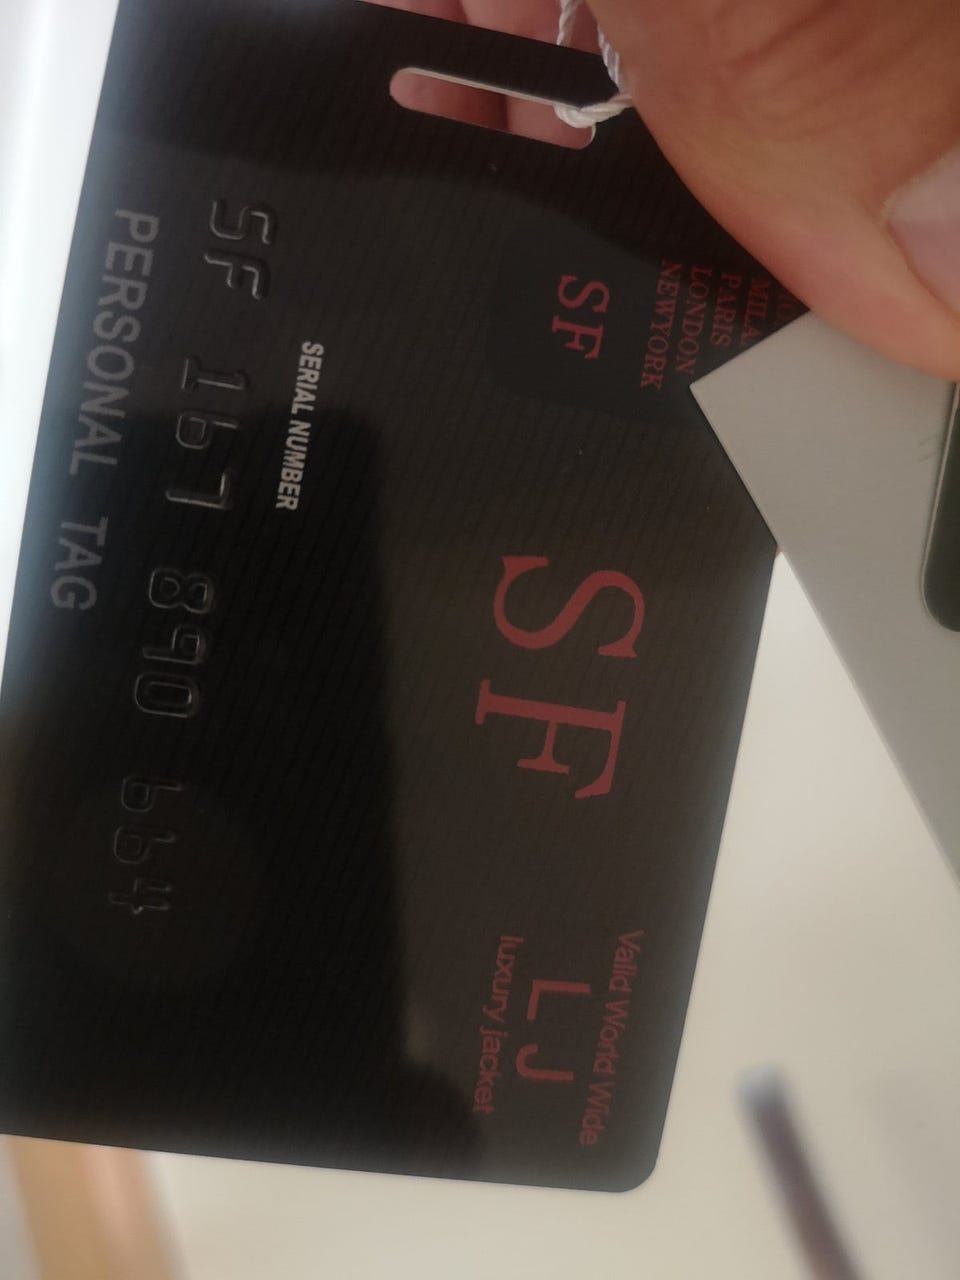 MILA
PARIS
LONDON
NEWYORK
SF
SF
Valid World Wide
LJ
luxury jacket
SERIAL NUMBER
SF 167 890 664
PERSONAL TAG